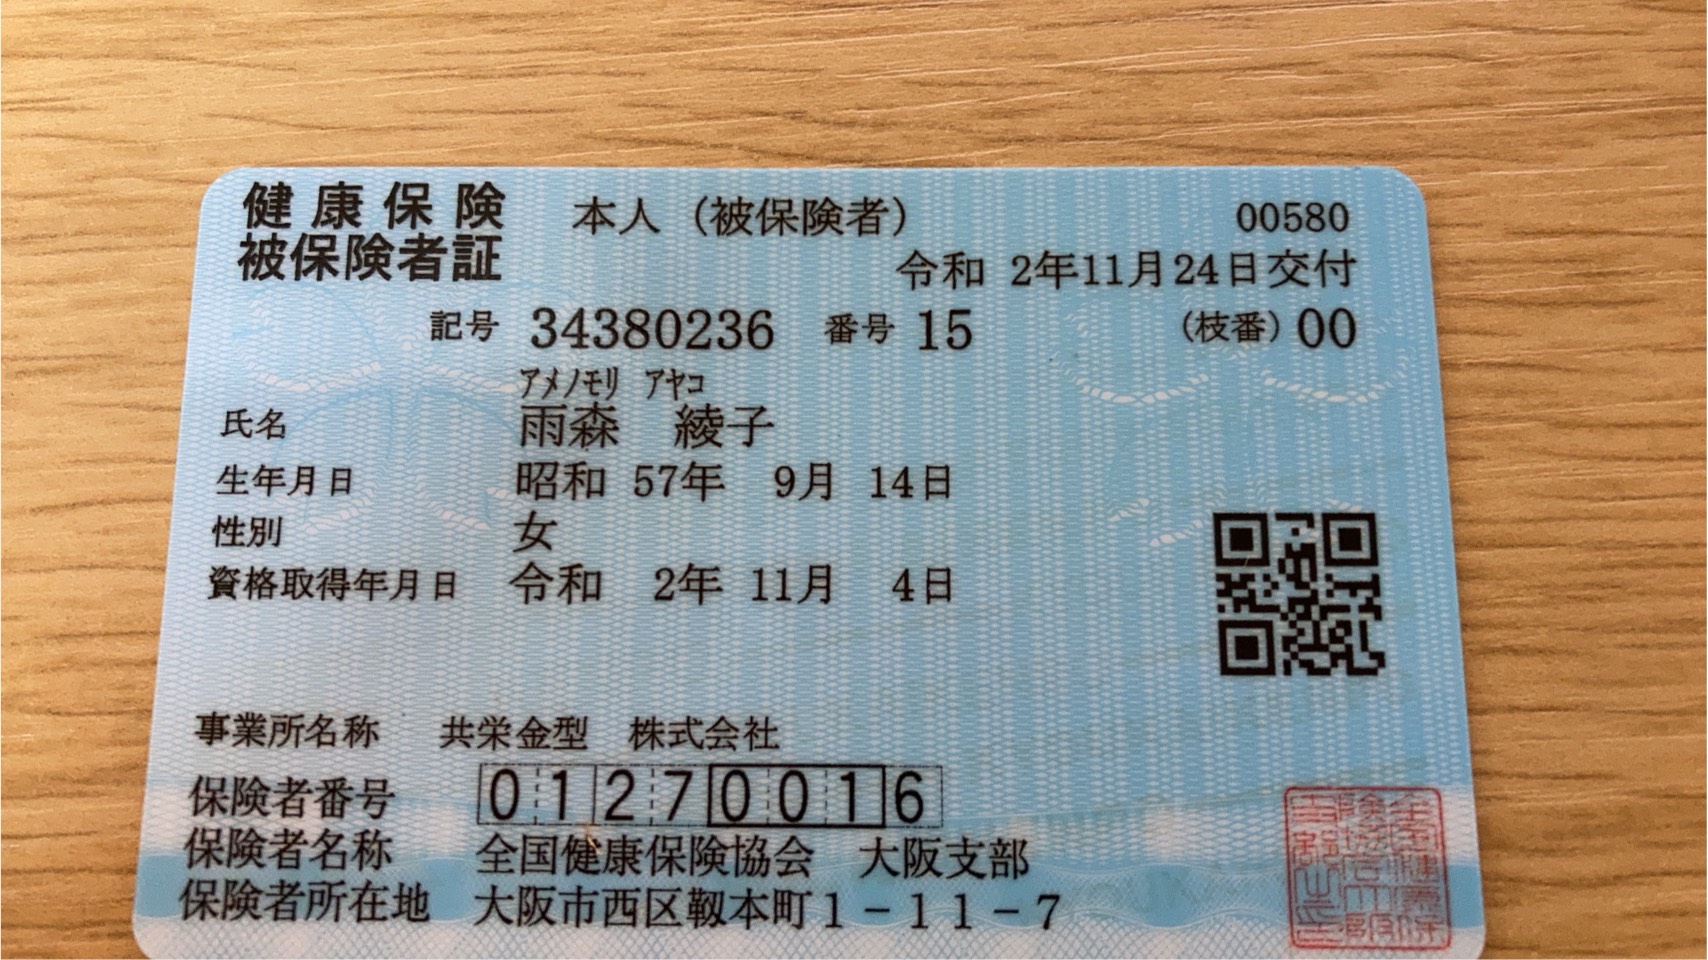 健康保険 本人（被保険者） 00580
被保険者証 令和 2年11月24日交付
記号 34380236 番号 15 （枝番）00
アメノモリ アヤコ
氏名 雨森 綾子
生年月日 昭和 57年 9月 14日
性別 女
資格取得年月日 令和 2年 11月 4日
事業所名称 共栄金型 株式会社
保険者番号 01270016
保険者名称 全国健康保険協会 大阪支部
保険者所在地 大阪市西区靱本町1-11-7